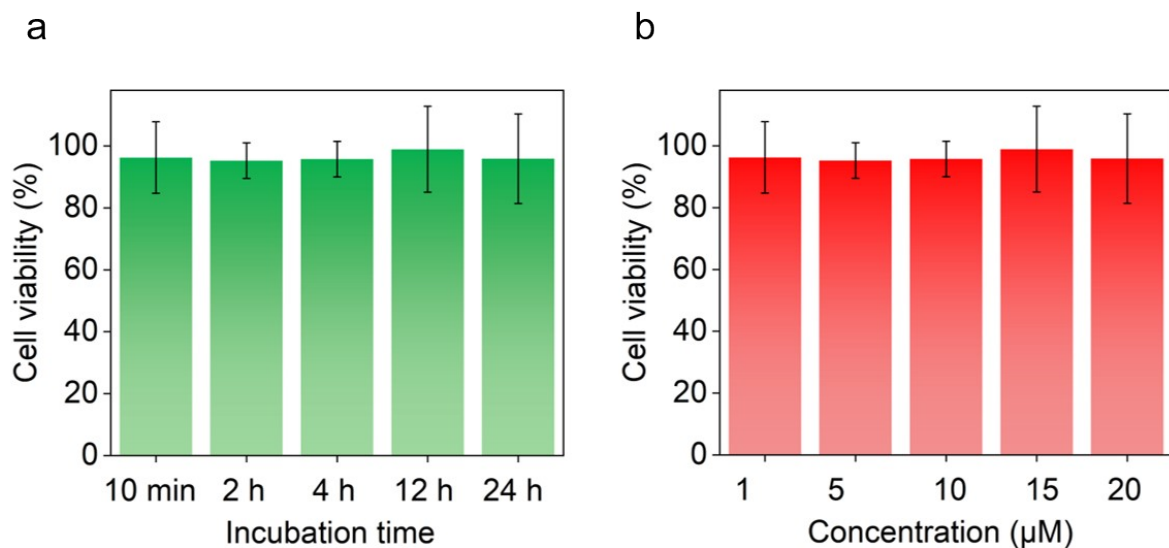 a
Cell viability (%)
100
80
60
40
20
0
10 min 2 h 4 h 12 h 24 h
Incubation time
b
Cell viability (%)
100
80
60
40
20
0
1 5 10 15 20
Concentration (µM)